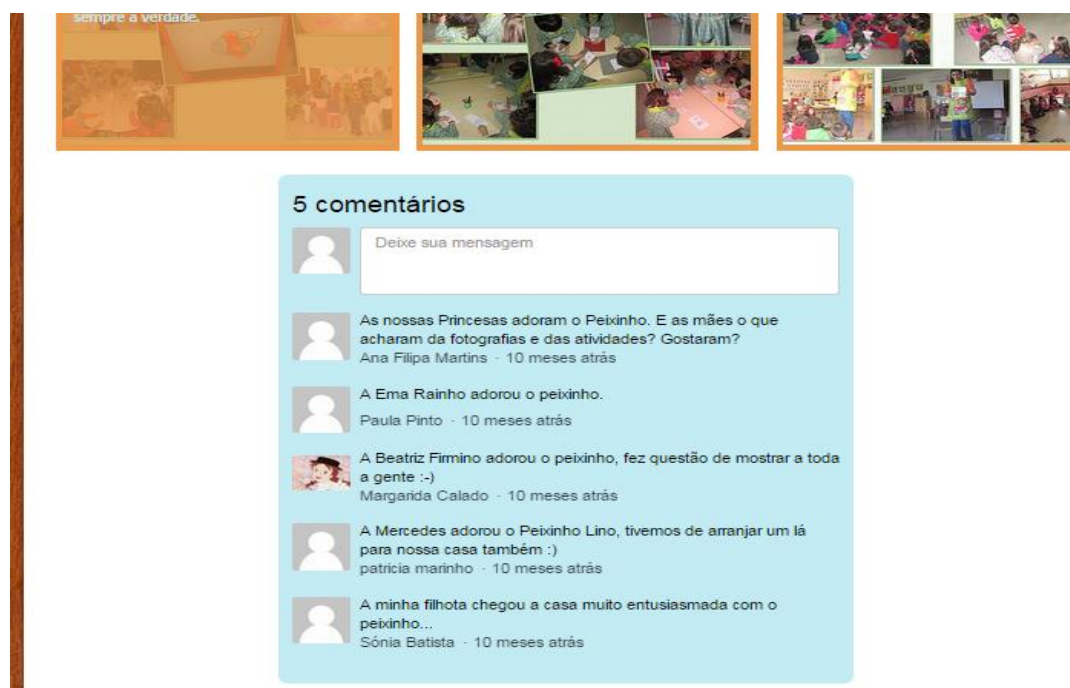 sempre a verdade.
5 comentários
Deixe sua mensagem
As nossas Princesas adoram o Peixinho. E as mães o que
acharam da fotografias e das atividades? Gostaram?
Ana Filipa Martins · 10 meses atrás
A Ema Rainho adorou o peixinho.
Paula Pinto · 10 meses atrás
A Beatriz Firmino adorou o peixinho, fez questão de mostrar a toda
a gente :-)
Margarida Calado · 10 meses atrás
A Mercedes adorou o Peixinho Lino, tivemos de arranjar um lá
para nossa casa também :)
patricia marinho · 10 meses atrás
A minha filhota chegou a casa muito entusiasmada com o
peixinho...
Sónia Batista · 10 meses atrás